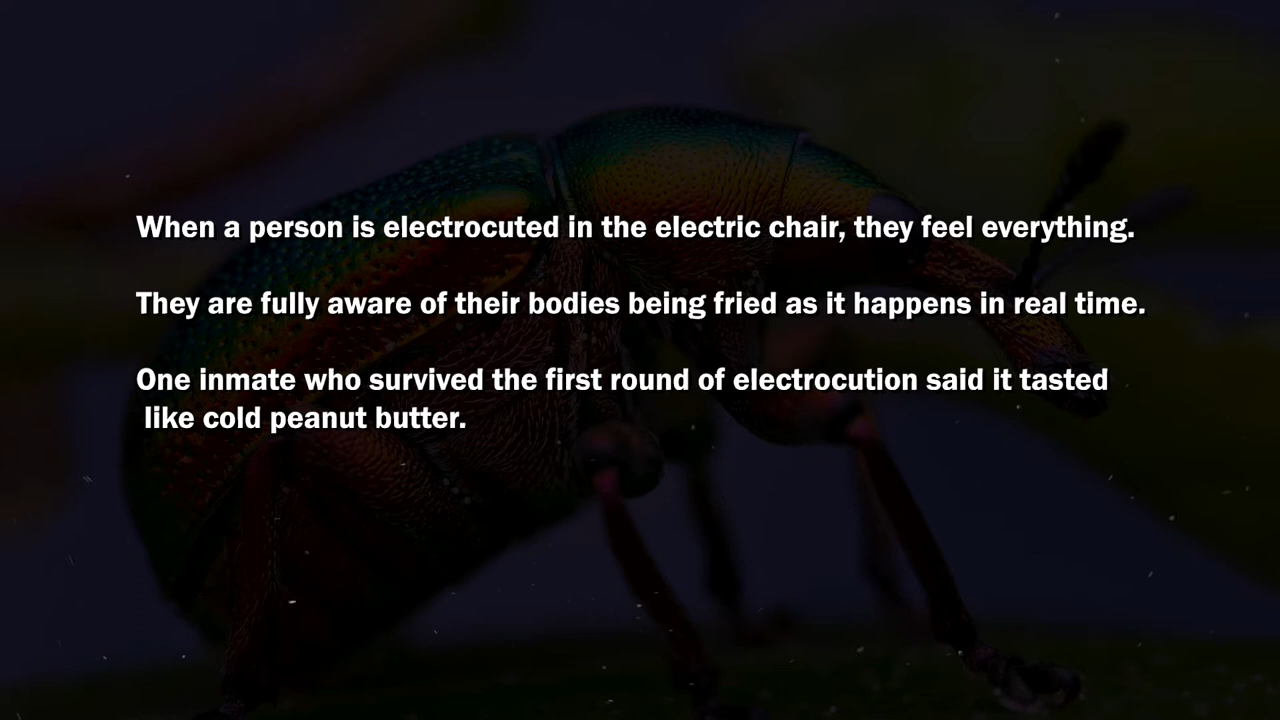 When a person is electrocuted in the electric chair, they feel everything.
They are fully aware of their bodies being fried as it happens in real time.
One inmate who survived the first round of electrocution said it tasted
like cold peanut butter.